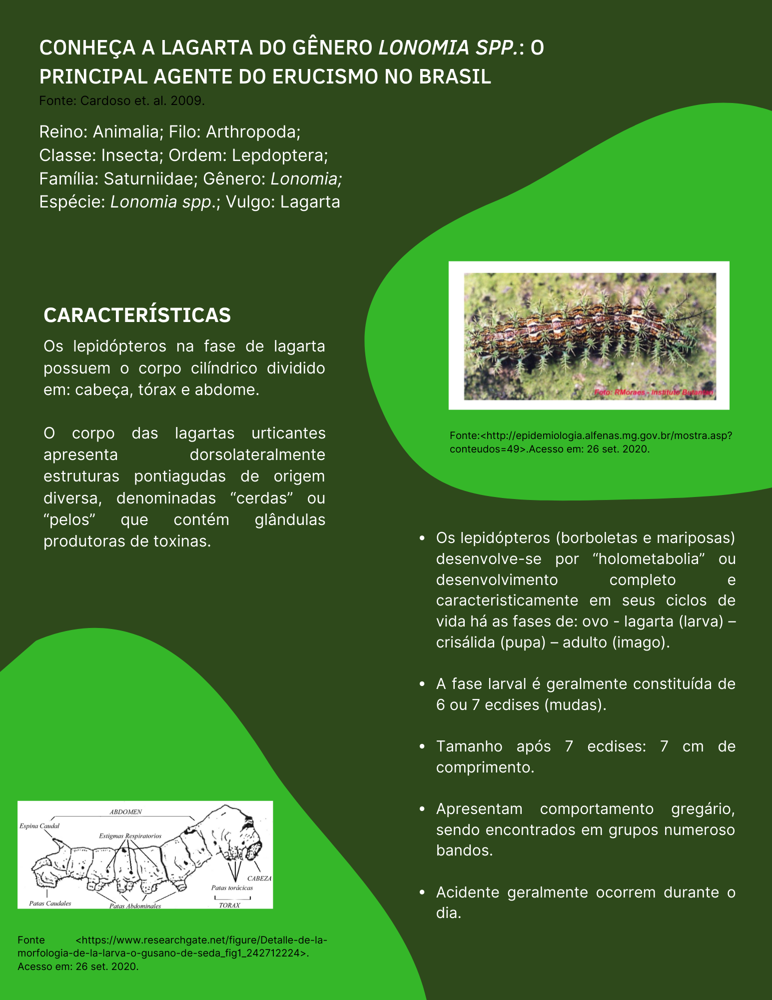 CONHEÇA A LAGARTA DO GÊNERO LONOMIA SPP.: O
PRINCIPAL AGENTE DO ERUCISMO NO BRASIL
Fonte: Cardoso et. al. 2009.
Reino: Animalia; Filo: Arthropoda;
Classe: Insecta; Ordem: Lepdoptera;
Família: Saturniidae; Gênero: Lonomia;
Espécie: Lonomia spp.; Vulgo: Lagarta
CARACTERÍSTICAS
Os lepidópteros na fase de lagarta
possuem o corpo cilíndrico dividido
em: cabeça, tórax e abdome.
O corpo das lagartas urticantes
apresenta dorsolateralmente
estruturas pontiagudas de origem
diversa, denominadas “cerdas” ou
“pelos” que contém glândulas
produtoras de toxinas.
Foto: RMoraes - Instituto Butantan
Fonte:<http://epidemiologia.alfenas.mg.gov.br/mostra.asp?
conteudos=49>.Acesso em: 26 set. 2020.
• Os lepidópteros (borboletas e mariposas)
desenvolve-se por “holometabolia” ou
desenvolvimento completo e
caracteristicamente em seus ciclos de
vida há as fases de: ovo - lagarta (larva) –
crisálida (pupa) – adulto (imago).
• A fase larval é geralmente constituída de
6 ou 7 ecdises (mudas).
• Tamanho após 7 ecdises: 7 cm de
comprimento.
• Apresentam comportamento gregário,
sendo encontrados em grupos numeroso
bandos.
• Acidente geralmente ocorrem durante o
dia.
ABDOMEN
Espina Caudal
Estigmas Respiratorios
CABEZA
Patas torácicas
Patas Caudales
Patas Abdominales
TORAX
Fonte <https://www.researchgate.net/figure/Detalle-de-la-
morfologia-de-la-larva-o-gusano-de-seda_fig1_242712224>.
Acesso em: 26 set. 2020.